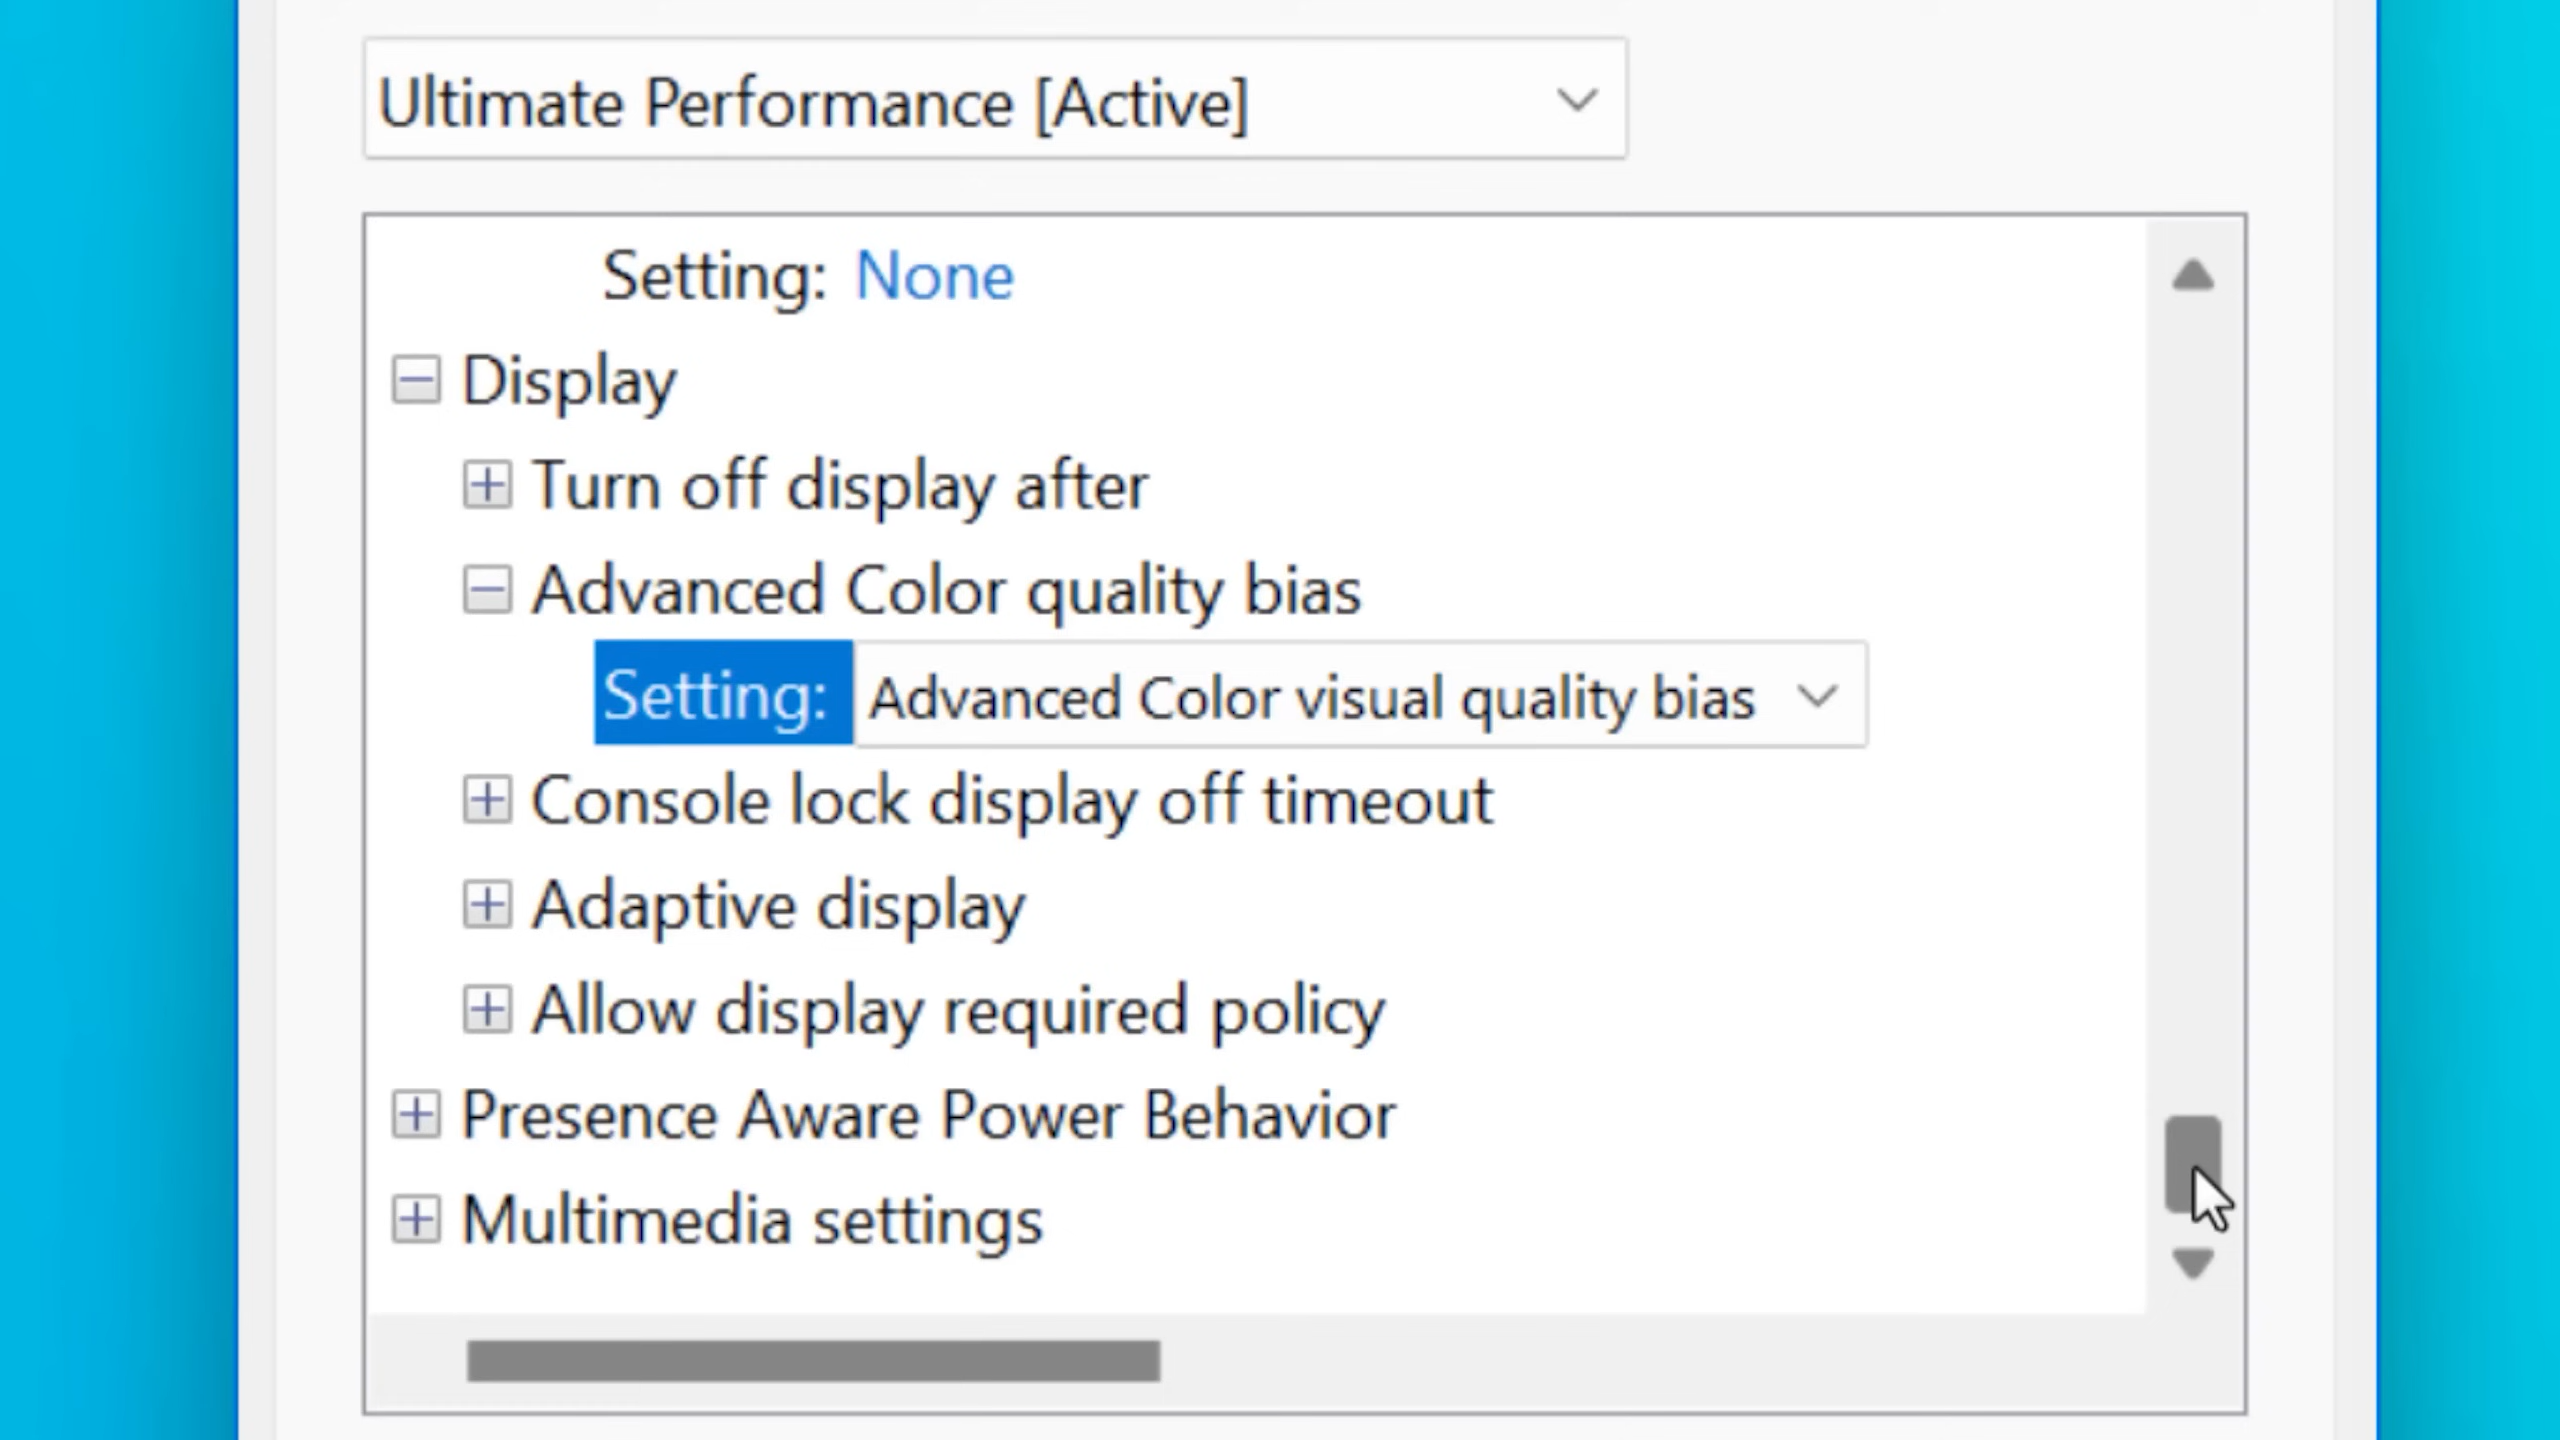 Ultimate Performance [Active]
Setting: None
Display
Turn off display after
Advanced Color quality bias
Setting: Advanced Color visual quality bias
Console lock display off timeout
Adaptive display
Allow display required policy
Presence Aware Power Behavior
Multimedia settings